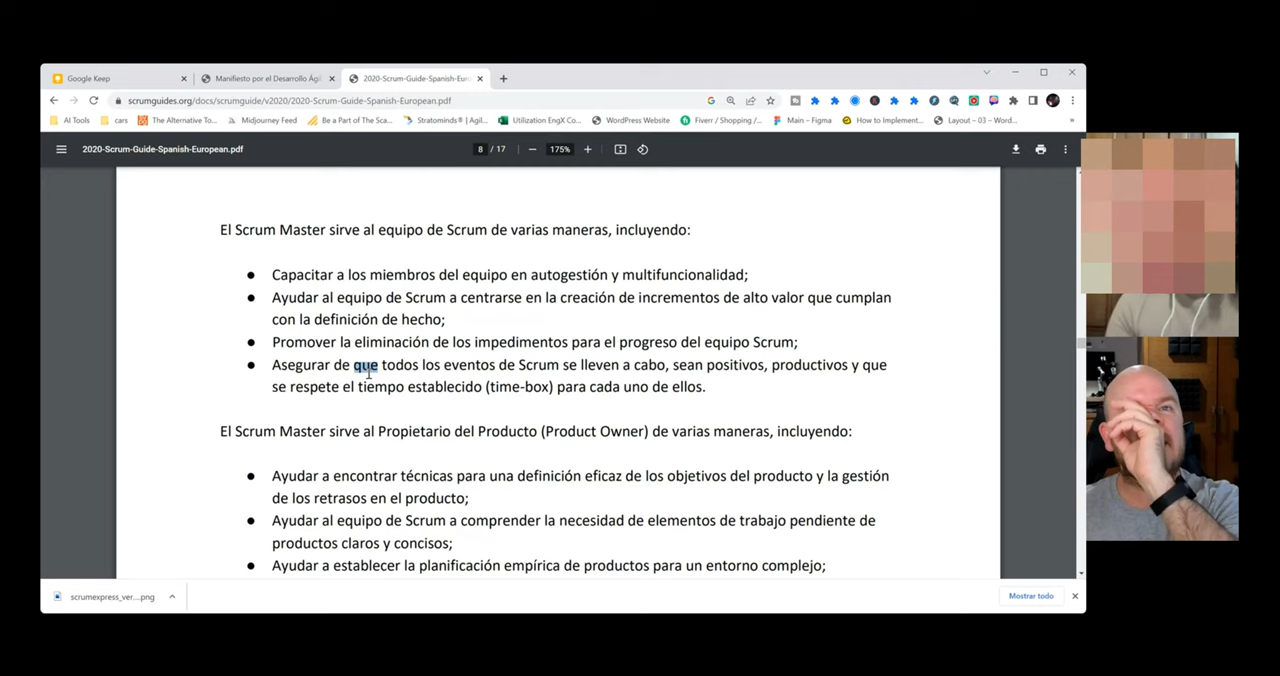 Google Keep
Manifiesto por el Desarrollo Ági
2020-Scrum-Guide-Spanish-Eur
scrumguides.org/docs/scrumguide/v2020/2020-Scrum-Guide-Spanish-European.pdf
AI Tools
cars
The Alternative To...
Midjourney Feed
Be a Part of The Sca...
Stratominds® | Agil...
Utilization EngX Co...
WordPress Website
Fiverr / Shopping /...
Main – Figma
How to Implement...
Layout – 03 – Word...
2020-Scrum-Guide-Spanish-European.pdf
8 / 17
175%
El Scrum Master sirve al equipo de Scrum de varias maneras, incluyendo:
● Capacitar a los miembros del equipo en autogestión y multifuncionalidad;
● Ayudar al equipo de Scrum a centrarse en la creación de incrementos de alto valor que cumplan
con la definición de hecho;
● Promover la eliminación de los impedimentos para el progreso del equipo Scrum;
● Asegurar de que todos los eventos de Scrum se lleven a cabo, sean positivos, productivos y que
se respete el tiempo establecido (time-box) para cada uno de ellos.
El Scrum Master sirve al Propietario del Producto (Product Owner) de varias maneras, incluyendo:
● Ayudar a encontrar técnicas para una definición eficaz de los objetivos del producto y la gestión
de los retrasos en el producto;
● Ayudar al equipo de Scrum a comprender la necesidad de elementos de trabajo pendiente de
productos claros y concisos;
● Ayudar a establecer la planificación empírica de productos para un entorno complejo;
scrumexpress_ver....png
Mostrar todo